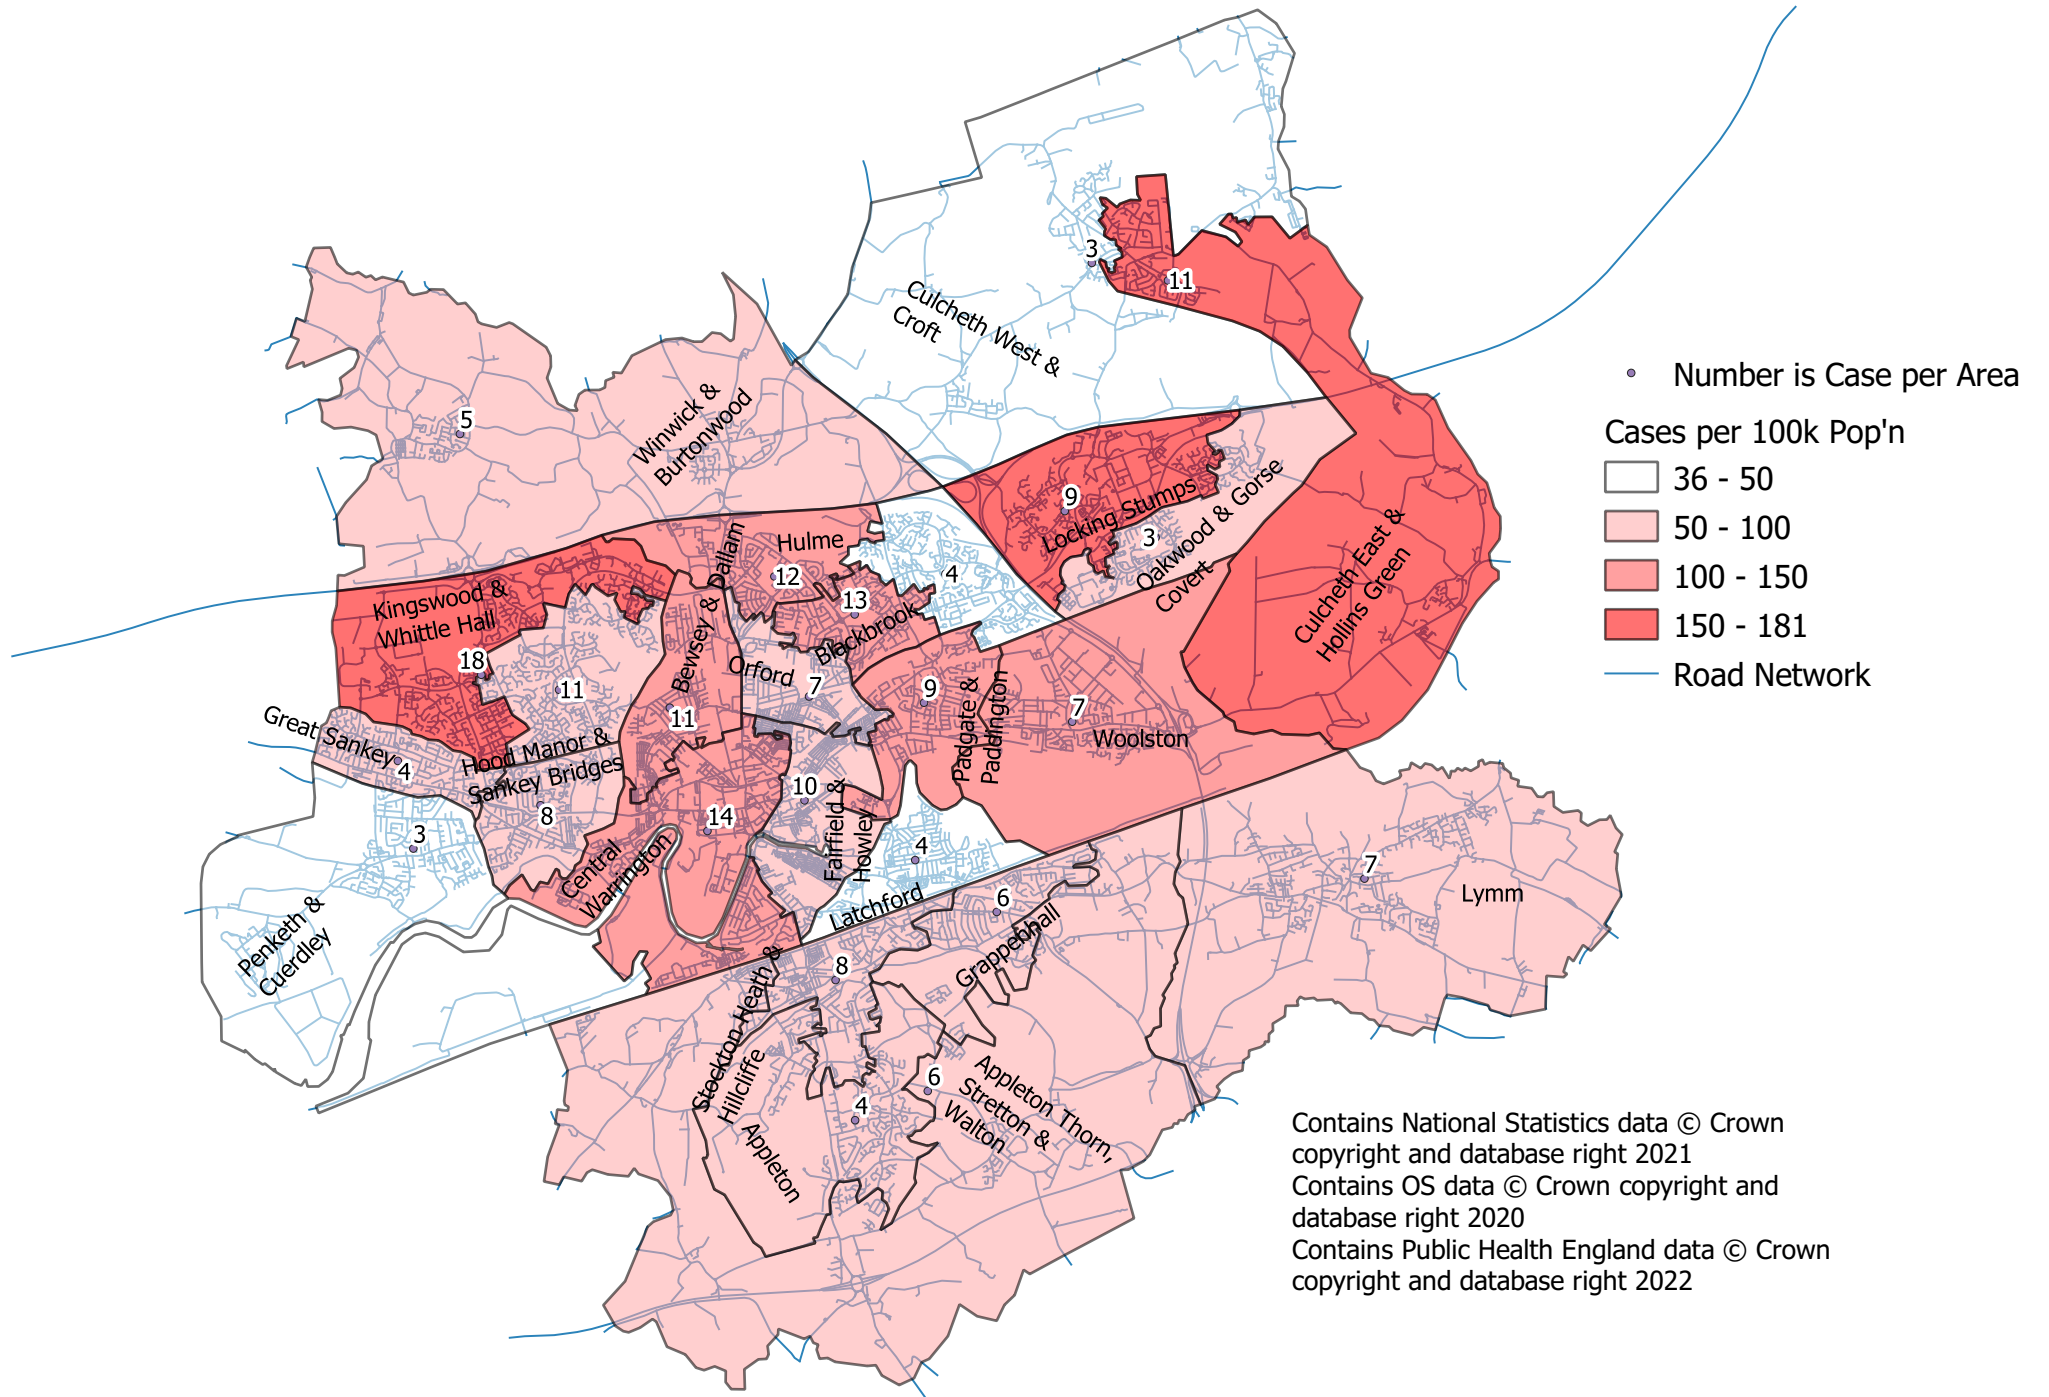 3
11
Culcheth West &
Croft
5
Winwick &
Burtonwood
Number is Case per Area
Cases per 100k Pop'n
36 - 50
50 - 100
100 - 150
150 - 181
Road Network
9
Locking Stumps
3
Oakwood & Gorse
Covert
Culcheth East &
Hollins Green
Hulme
12
4
13
Blackbrook
Bewsey & Dallam
11
Kingswood &
Whittle Hall
18
11
Orford
7
9
Padgate &
Paddington
7
Woolston
Great Sankey
4
Hood Manor &
Sankey Bridges
8
10
Fairfield &
Howley
14
Central
Warrington
3
Penketh &
Cuerdley
4
Latchford
7
Lymm
6
Grappenhall
8
Stockton Heath &
Hillcliffe
6
Appleton Thorn,
Stretton &
Walton
4
Appleton
Contains National Statistics data © Crown
copyright and database right 2021
Contains OS data © Crown copyright and
database right 2020
Contains Public Health England data © Crown
copyright and database right 2022